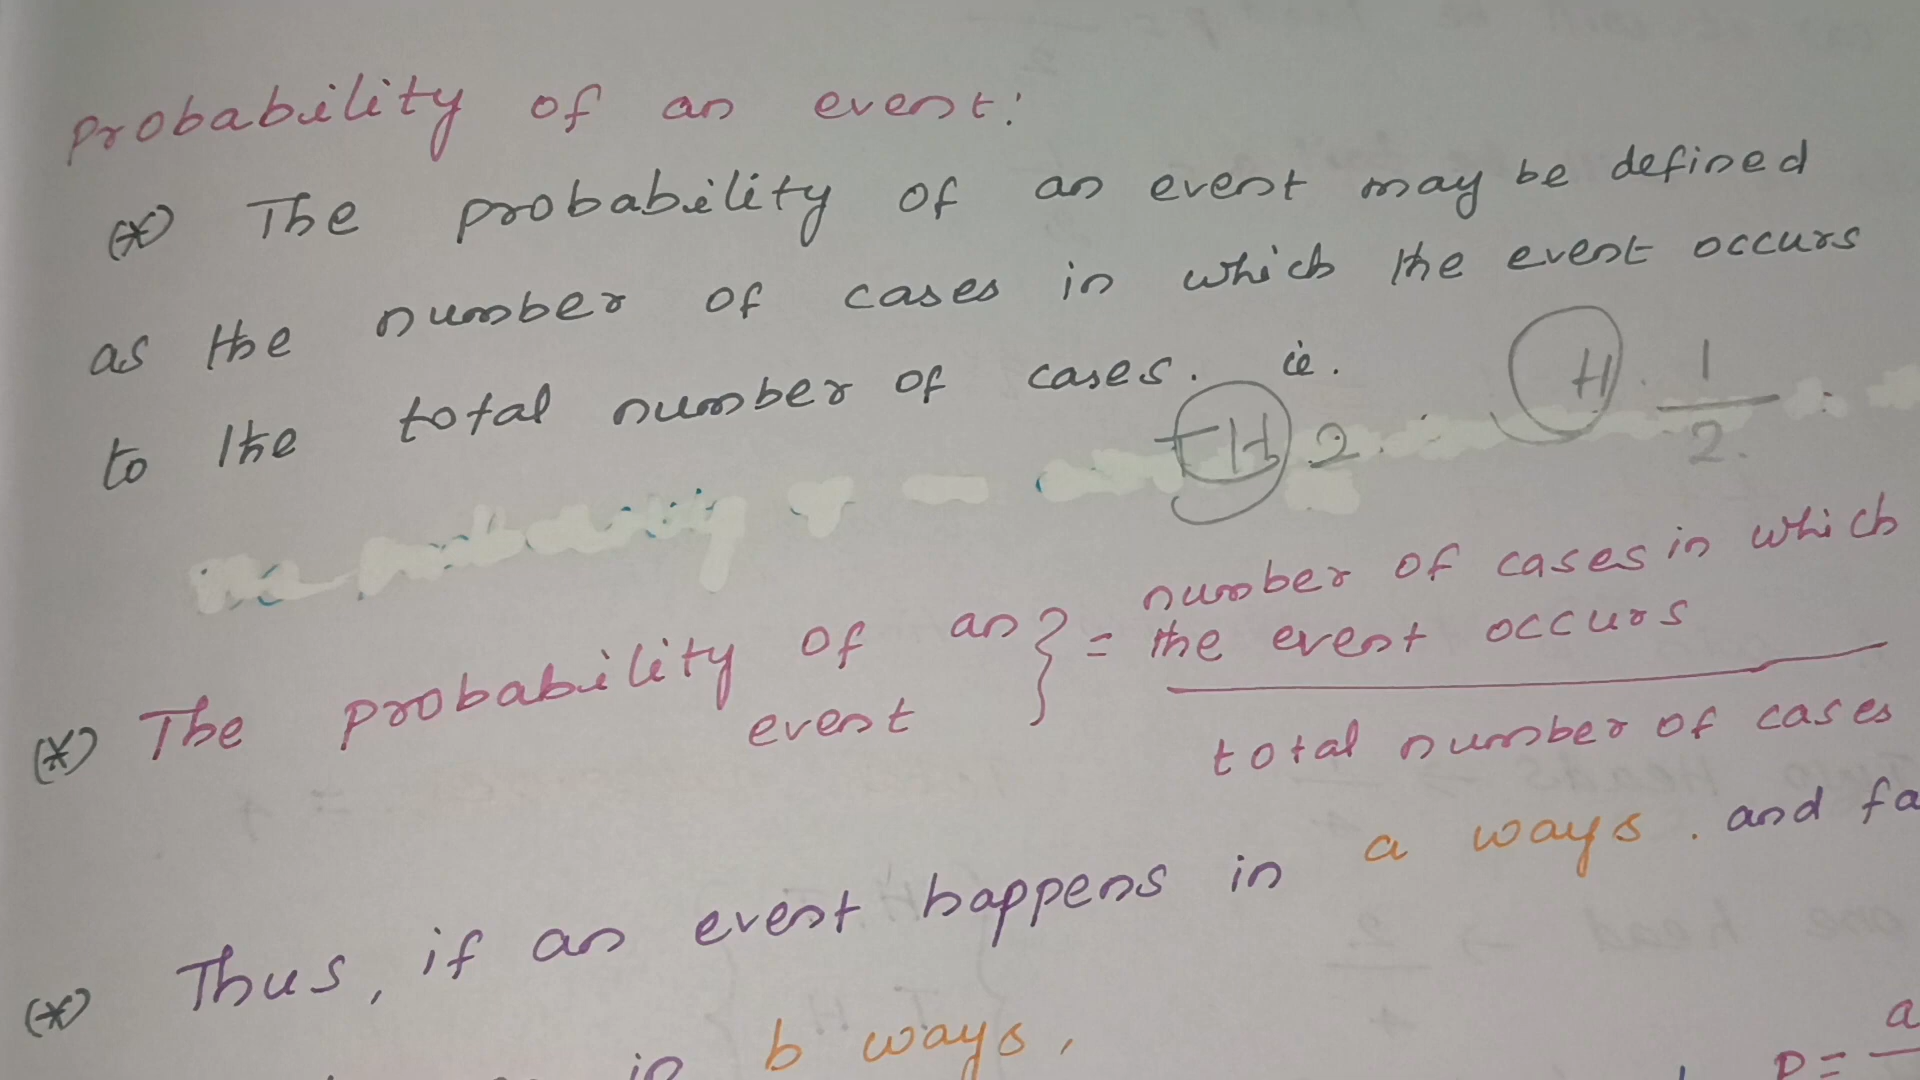 Probability of an event:
(*) The probability of an event may be defined
as the number of cases in which the event occurs
to the total number of cases. ie.
TH 2. H. 1/2.
(*) The probability of an event } = number of cases in which
the event occurs
total number of cases
(*) Thus, if an event happens in a ways. and fa
in b ways,
P = a